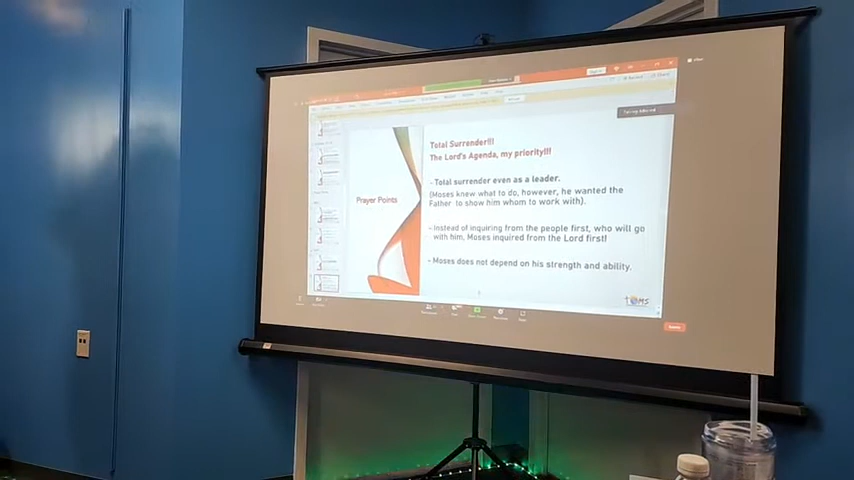 Total Surrender!!!
The Lord's Agenda, my priority!!!
- Total surrender even as a leader.
(Moses knew what to do, however, he wanted the
Father to show him whom to work with).
Prayer Points
- Instead of inquiring from the people first, who will go
with him, Moses inquired from the Lord first!
- Moses does not depend on his strength and ability.